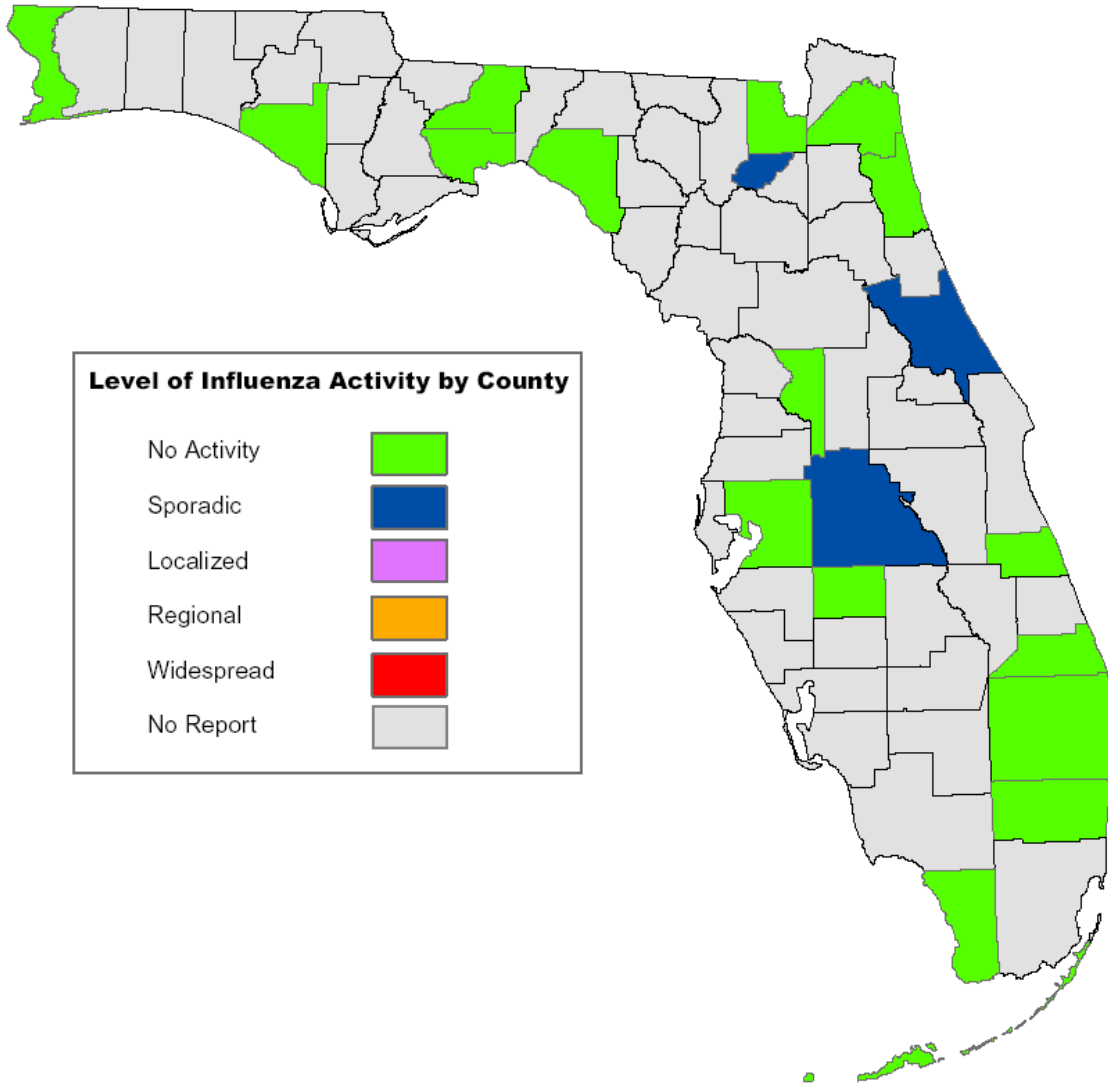 Level of Influenza Activity by County
No Activity
Sporadic
Localized
Regional
Widespread
No Report